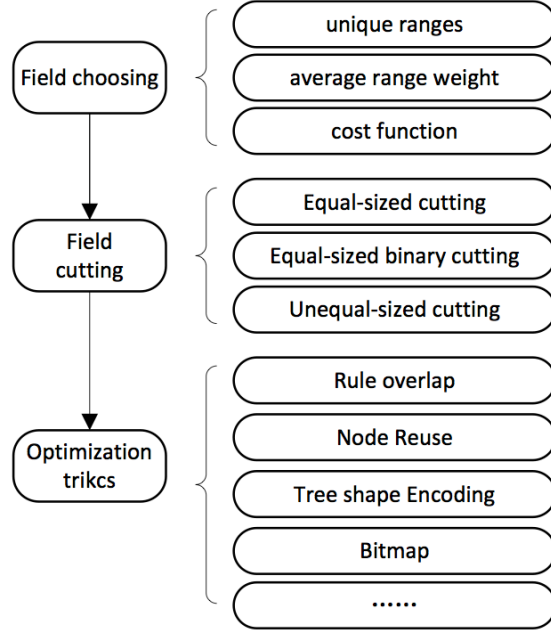 Field choosing
unique ranges
average range weight
cost function
Field
cutting
Equal-sized cutting
Equal-sized binary cutting
Unequal-sized cutting
Optimization
trikcs
Rule overlap
Node Reuse
Tree shape Encoding
Bitmap
......